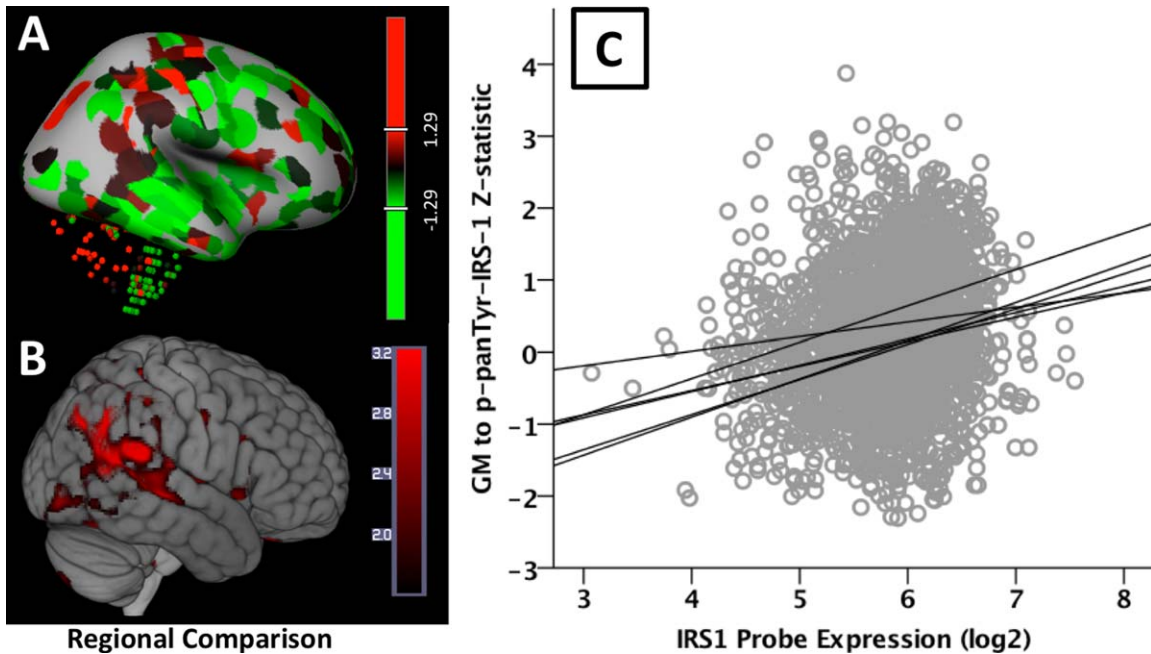 A
1.29
-1.29
B
3.2
2.8
2.4
2.0
Regional Comparison
C
GM to p-panTyr-IRS-1 Z-statistic
4
3
2
1
0
-1
-2
-3
3 4 5 6 7 8
IRS1 Probe Expression (log2)